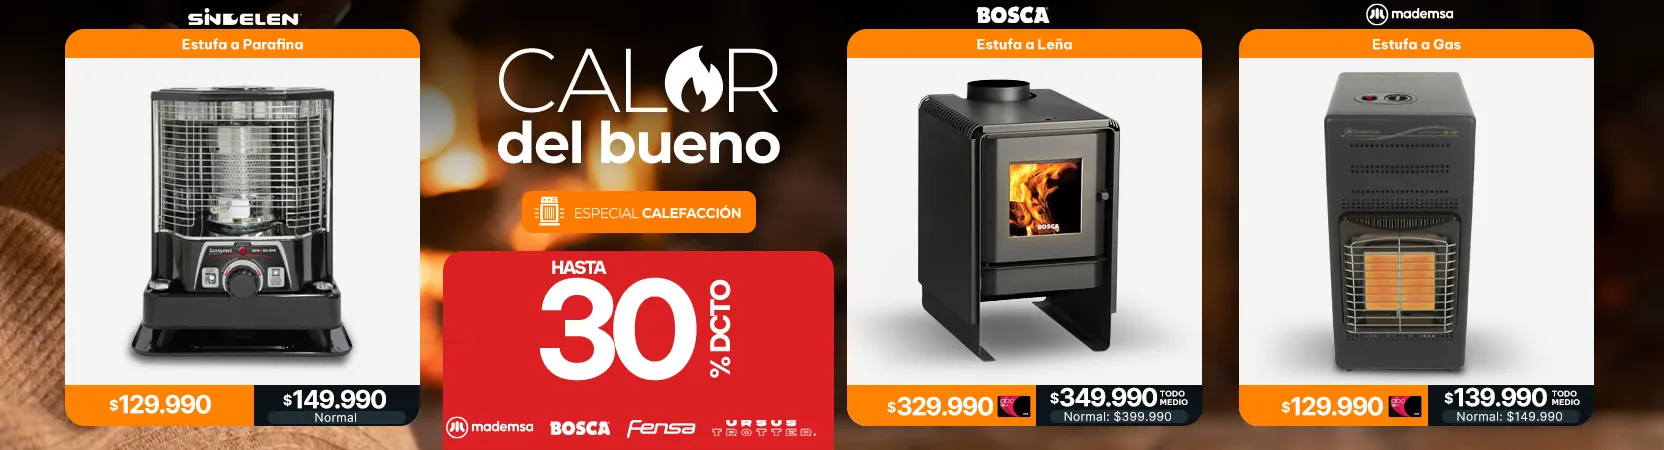 SINDELEN
Estufa a Parafina
SINDELEN
$129.990
$149.990
Normal
CALOR
del bueno
ESPECIAL CALEFACCIÓN
HASTA
30
% DCTO
mademsa
BOSCA
Fensa
URSUS
TROTTER.
BOSCA
Estufa a Leña
BOSCA
$329.990
$349.990 TODO
MEDIO
Normal: $399.990
mademsa
Estufa a Gas
$129.990
$139.990 TODO
MEDIO
Normal: $149.990